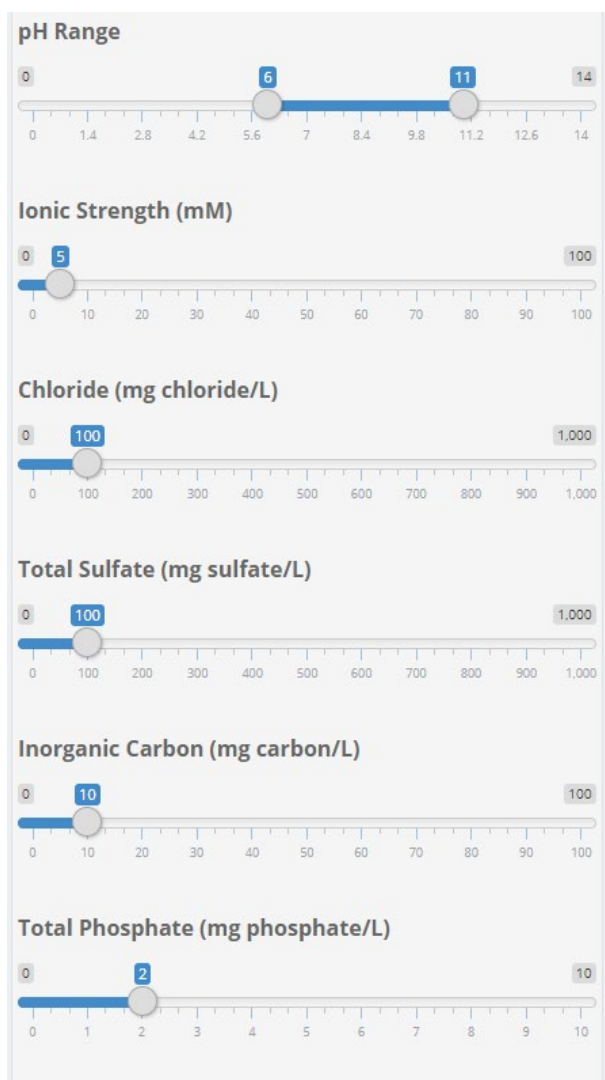 pH Range
0 6 11 14
0 1.4 2.8 4.2 5.6 7 8.4 9.8 11.2 12.6 14
Ionic Strength (mM)
0 5 100
0 10 20 30 40 50 60 70 80 90 100
Chloride (mg chloride/L)
0 100 1,000
0 100 200 300 400 500 600 700 800 900 1,000
Total Sulfate (mg sulfate/L)
0 100 1,000
0 100 200 300 400 500 600 700 800 900 1,000
Inorganic Carbon (mg carbon/L)
0 10 100
0 10 20 30 40 50 60 70 80 90 100
Total Phosphate (mg phosphate/L)
0 2 10
0 1 2 3 4 5 6 7 8 9 10